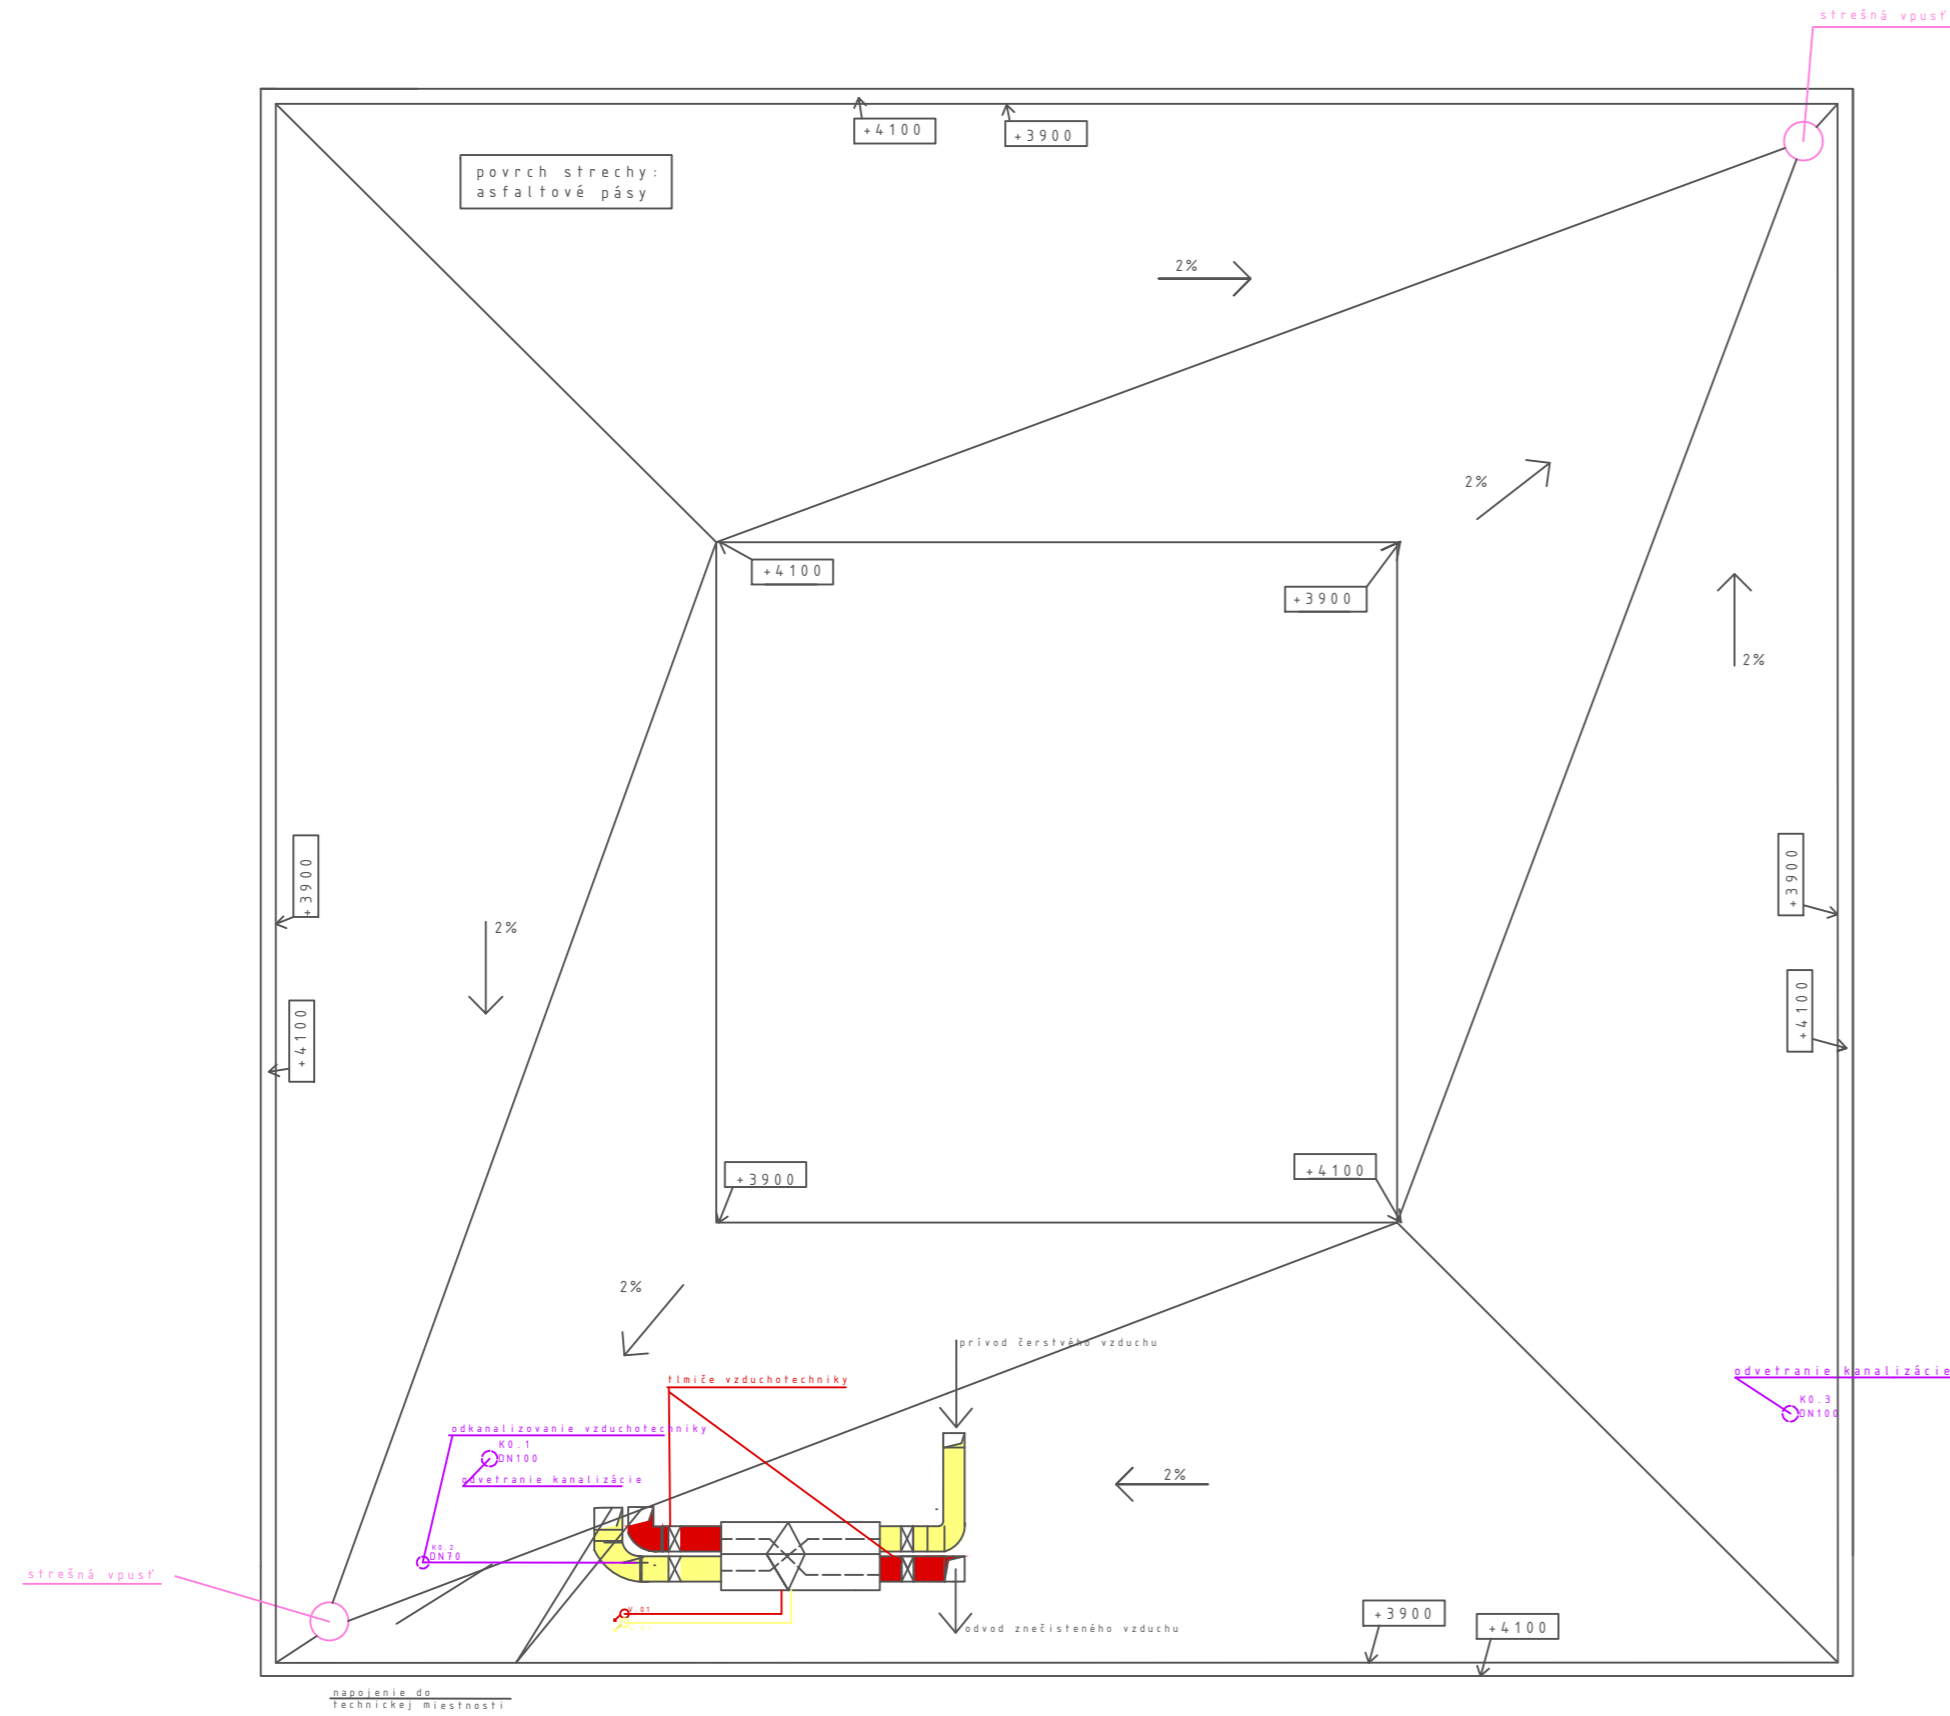 strešná vpusť
+4100
+3900
povrch strechy:
asfaltové pásy
2%
2%
+4100
+3900
2%
+3900
+3900
2%
+4100
+4100
+3900
+4100
2%
prívod čerstvého vzduchu
odvetranie kanalizácie
tlmiče vzduchotechniky
K0.3
DN100
odkanalizovanie vzduchotechniky
K0.1
DN100
2%
odvetranie kanalizácie
K0.2
DN70
strešná vpusť
V.01
+3900
+4100
odvod znečisteného vzduchu
napojenie do
technickej miestnosti